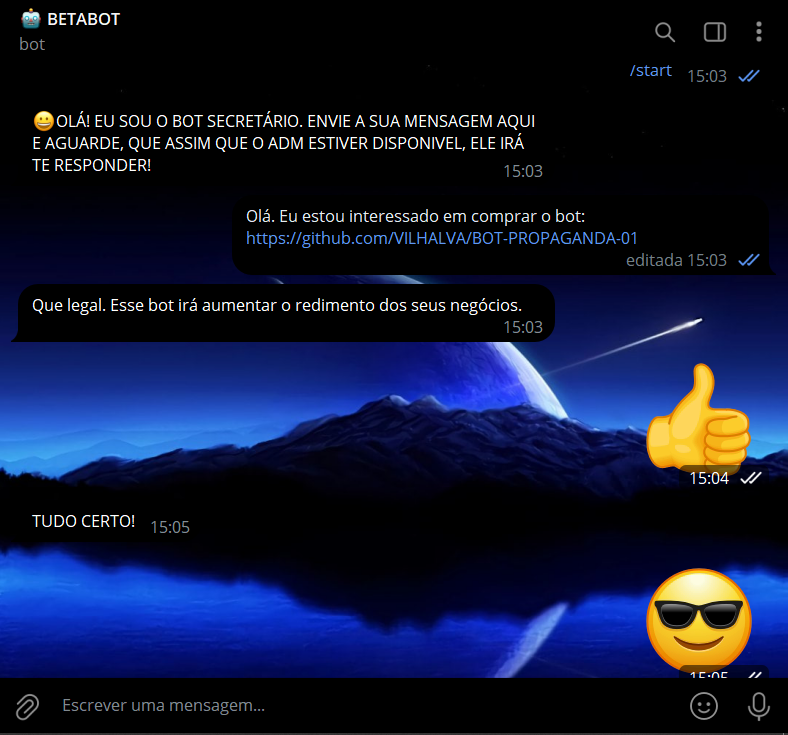 BETABOT
bot
/start 15:03
OLÁ! EU SOU O BOT SECRETÁRIO. ENVIE A SUA MENSAGEM AQUI
E AGUARDE, QUE ASSIM QUE O ADM ESTIVER DISPONIVEL, ELE IRÁ
TE RESPONDER!
15:03
Olá. Eu estou interessado em comprar o bot:
https://github.com/VILHALVA/BOT-PROPAGANDA-01
editada 15:03
Que legal. Esse bot irá aumentar o redimento dos seus negócios.
15:03
15:04
TUDO CERTO! 15:05
15:05
Escrever uma mensagem...